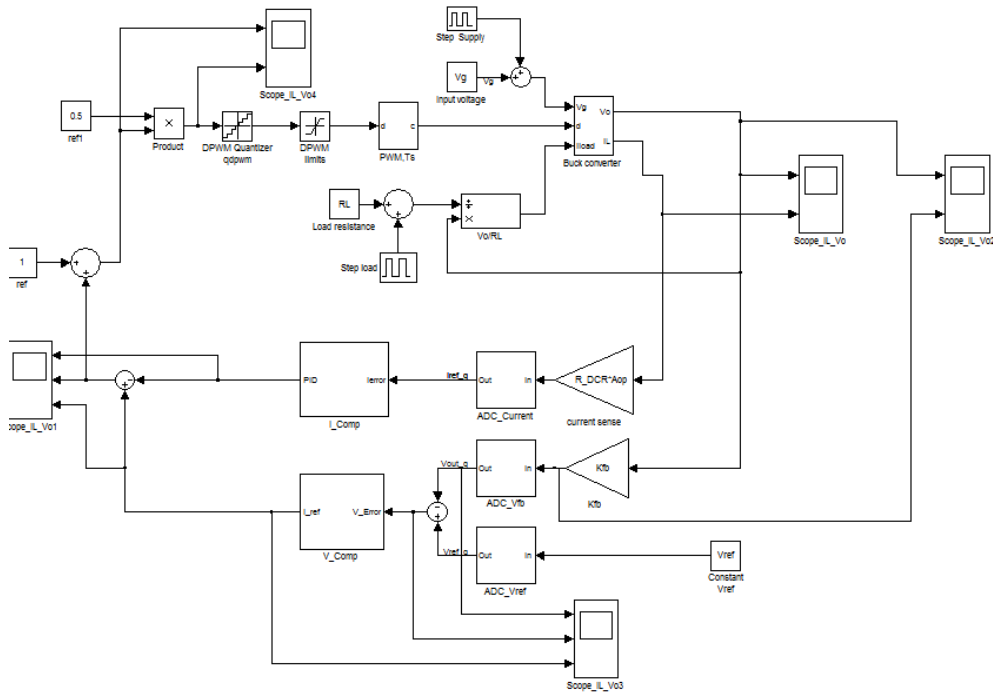 Step Supply
Scope_IL_Vo4
Vg
Vg
Input voltage
0.5
ref1
×
Product
DPWM Quantizer
qdpwm
DPWM
limits
d
c
PWM,Ts
Vg
d
Iload
Vo
IL
Buck converter
RL
Load resistance
+
+
÷
×
Vo/RL
Step load
Scope_IL_Vo
Scope_IL_Vo2
1
ref
+
+
cope_IL_Vo1
PID
Ierror
I_Comp
Iref_q
Out
In
ADC_Current
R_DCR*Aop
current sense
Vout_q
Out
In
ADC_Vfb
Kfb
Kfb
I_ref
V_Error
V_Comp
Vref_q
Out
In
ADC_Vref
Vref
Constant
Vref
Scope_IL_Vo3